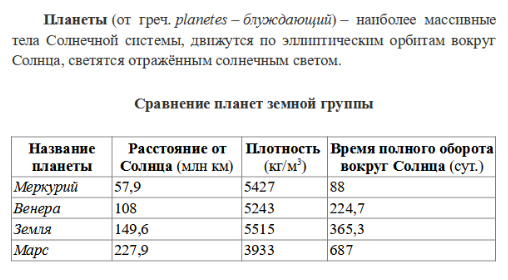 Планеты (от греч. planetes – блуждающий) – наиболее массивные
тела Солнечной системы, движутся по эллиптическим орбитам вокруг
Солнца, светятся отражённым солнечным светом.
Сравнение планет земной группы
Название планеты Расстояние от Солнца (млн км) Плотность (кг/м³) Время полного оборота вокруг Солнца (сут.)
Меркурий 57,9 5427 88
Венера 108 5243 224,7
Земля 149,6 5515 365,3
Марс 227,9 3933 687